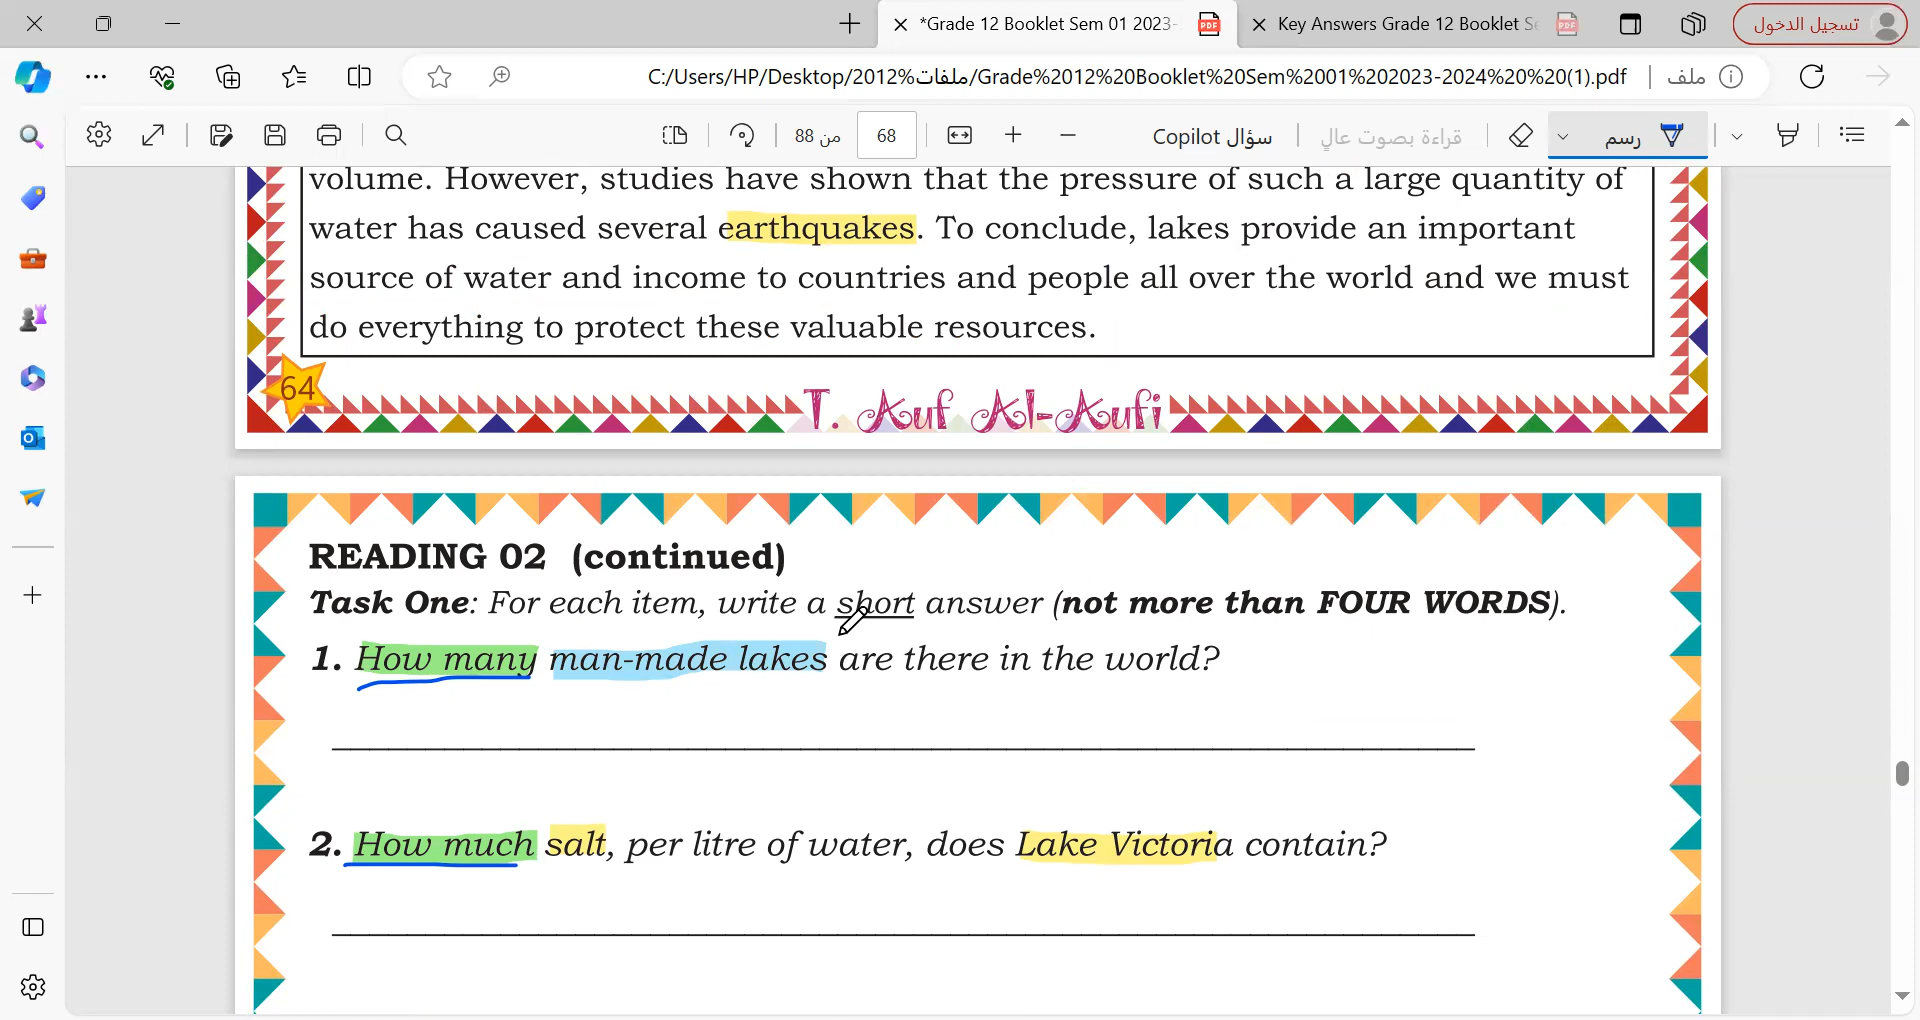 *Grade 12 Booklet Sem 01 2023-
Key Answers Grade 12 Booklet Se
تسجيل الدخول
C:/Users/HP/Desktop/2012%ملفات/Grade%2012%20Booklet%20Sem%2001%202023-2024%20%20(1).pdf
ملف
88 من
68
سؤال Copilot
قراءة بصوت عالٍ
رسم
volume. However, studies have shown that the pressure of such a large quantity of
water has caused several earthquakes. To conclude, lakes provide an important
source of water and income to countries and people all over the world and we must
do everything to protect these valuable resources.
64
T. Auf Al-Aufi
READING 02 (continued)
Task One: For each item, write a short answer (not more than FOUR WORDS).
1. How many man-made lakes are there in the world?
2. How much salt, per litre of water, does Lake Victoria contain?